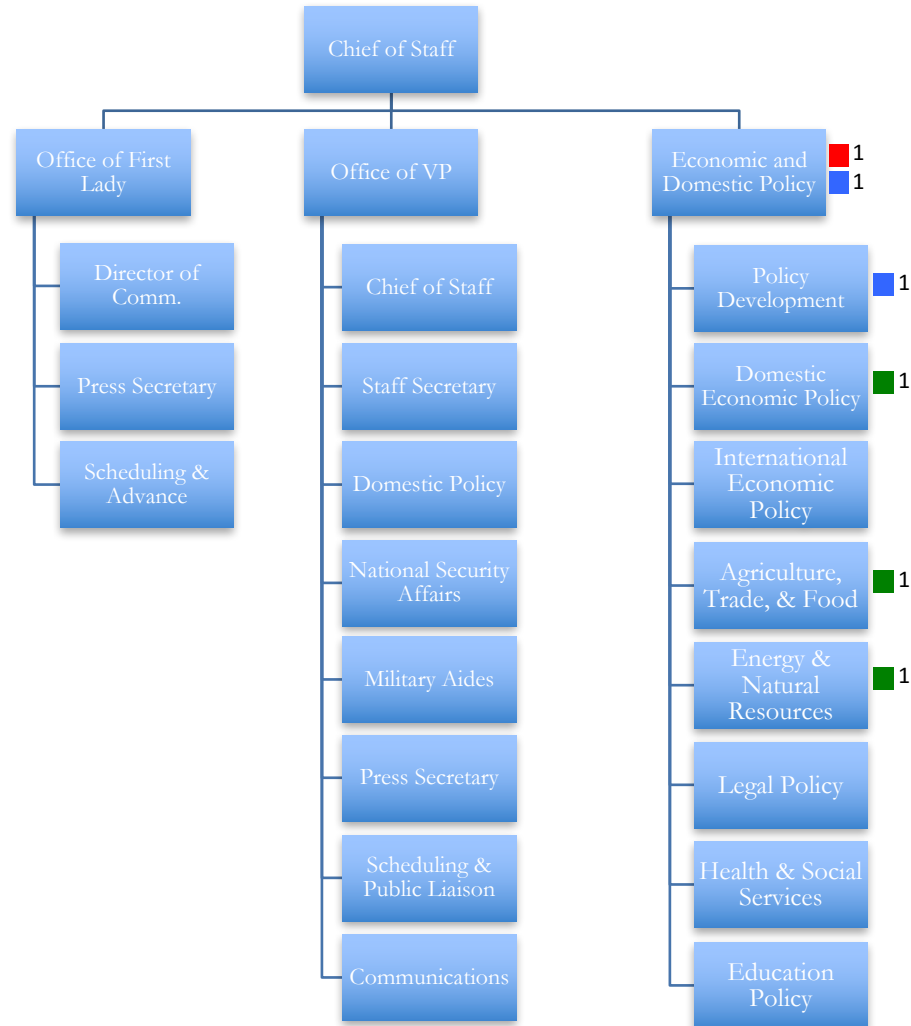 Chief of Staff
Office of First
Lady
Director of
Comm.
Press Secretary
Scheduling &
Advance
Office of VP
Chief of Staff
Staff Secretary
Domestic Policy
National Security
Affairs
Military Aides
Press Secretary
Scheduling &
Public Liaison
Communications
Economic and
Domestic Policy
1
1
Policy
Development
1
Domestic
Economic Policy
1
International
Economic
Policy
Agriculture,
Trade, & Food
1
Energy &
Natural
Resources
1
Legal Policy
Health & Social
Services
Education
Policy